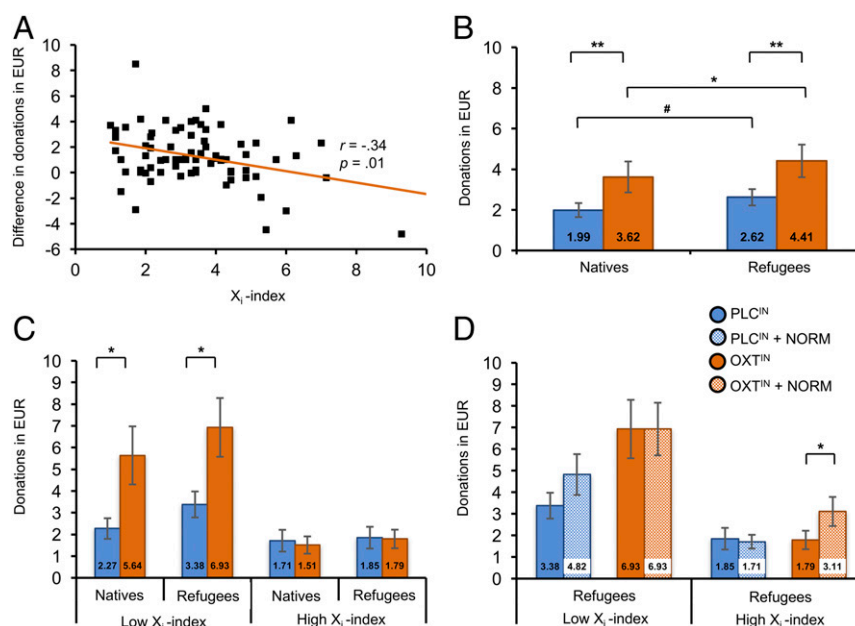 A
Difference in donations in EUR
10
8
6
4
2
0
-2
-4
-6
r = -.34
p = .01
0 2 4 6 8 10
Xᵢ -index
B
Donations in EUR
10
8
6
4
2
0
** **
*
#
1.99 3.62 2.62 4.41
Natives Refugees
C
Donations in EUR
10
9
8
7
6
5
4
3
2
1
0
* *
2.27 5.64 3.38 6.93 1.71 1.51 1.85 1.79
Natives Refugees Natives Refugees
Low Xᵢ -index High Xᵢ -index
D
PLCᴵᴺ
PLCᴵᴺ + NORM
OXTᴵᴺ
OXTᴵᴺ + NORM
Donations in EUR
10
9
8
7
6
5
4
3
2
1
0
*
3.38 4.82 6.93 6.93 1.85 1.71 1.79 3.11
Refugees Refugees
Low Xᵢ -index High Xᵢ -index